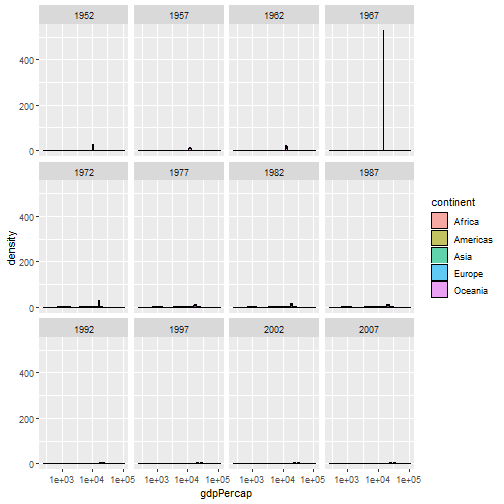 1952 1957 1962 1967
400
200
0
1972 1977 1982 1987
400
200
0
1992 1997 2002 2007
400
200
0
1e+03 1e+04 1e+05 1e+03 1e+04 1e+05 1e+03 1e+04 1e+05 1e+03 1e+04 1e+05
gdpPercap
density
continent
Africa
Americas
Asia
Europe
Oceania